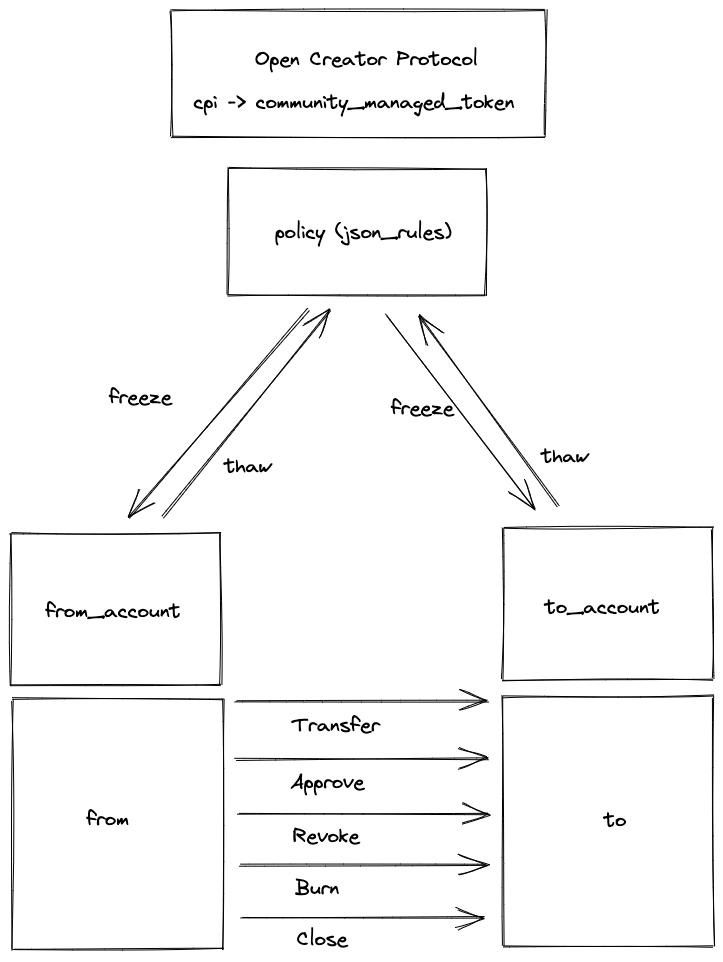 Open Creator Protocol
cpi -> community_managed_token
policy (json_rules)
freeze
thaw
freeze
thaw
from_account
to_account
Transfer
Approve
Revoke
Burn
Close
from
to